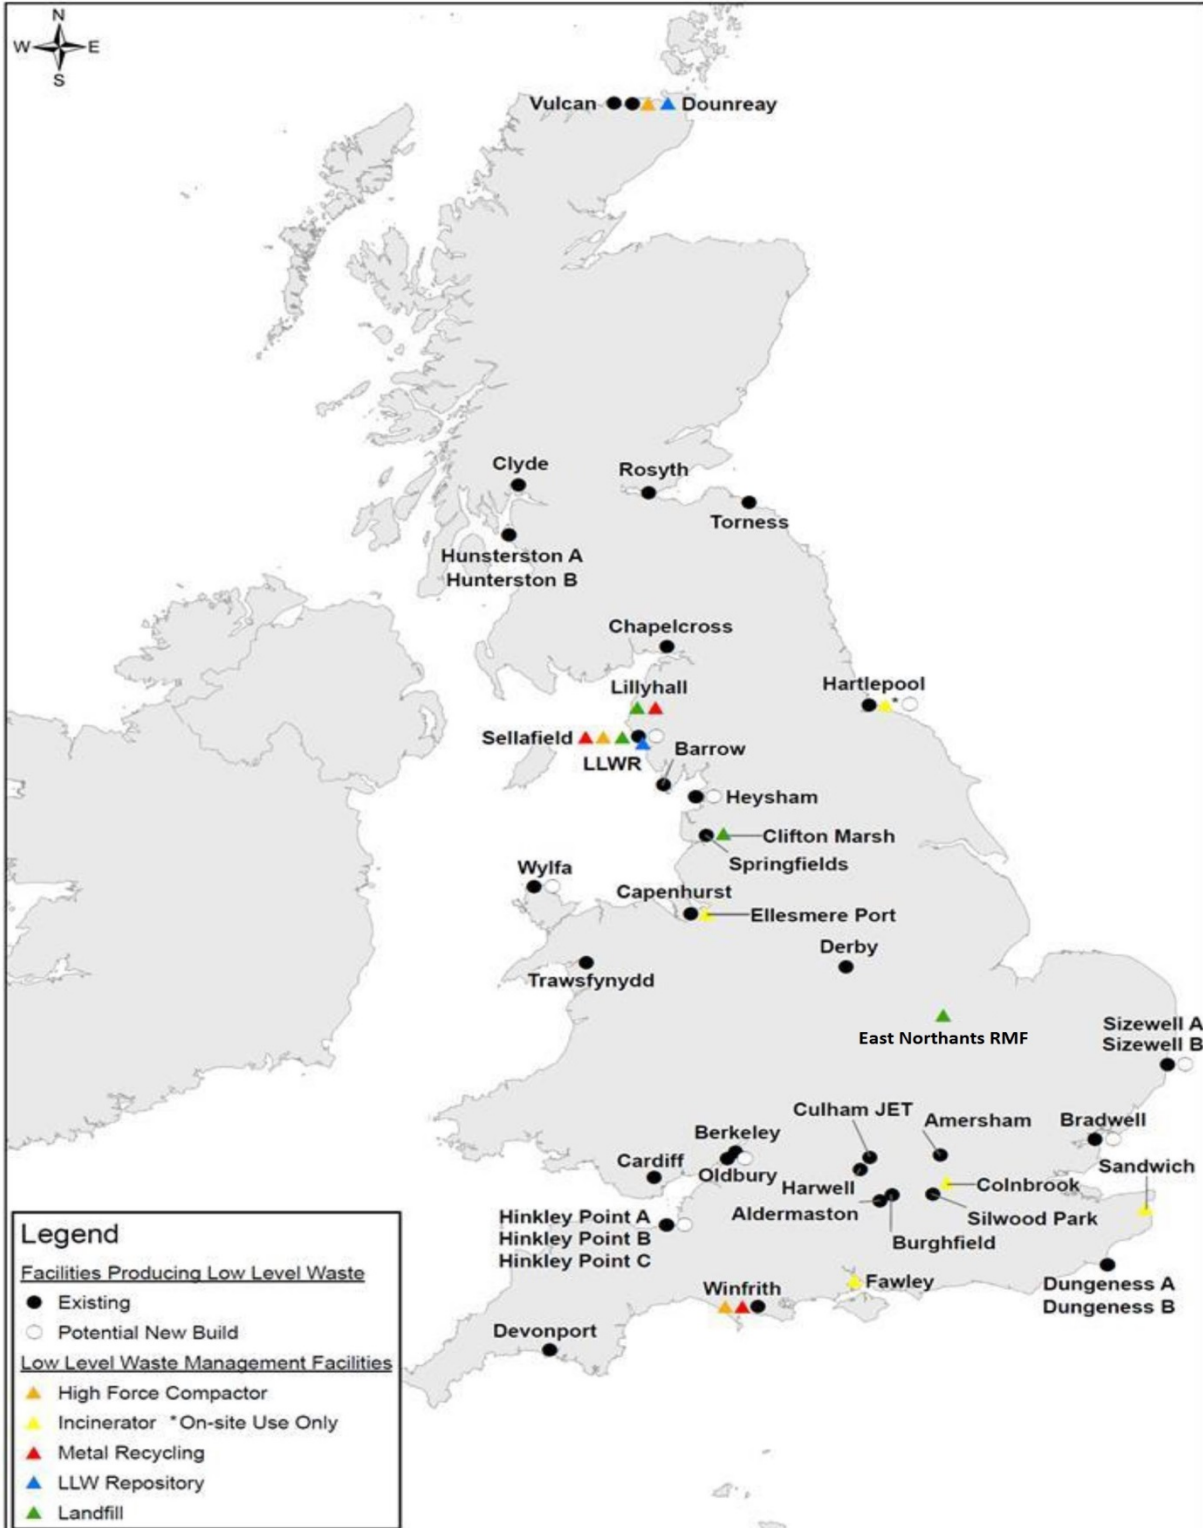 N
W E
S
Vulcan Dounreay
Clyde
Rosyth
Torness
Hunsterston A
Hunterston B
Chapelcross
Lillyhall
Hartlepool *
Sellafield
LLWR
Barrow
Heysham
Clifton Marsh
Springfields
Wylfa
Capenhurst
Ellesmere Port
Derby
Trawsfynydd
East Northants RMF
Sizewell A
Sizewell B
Culham JET
Amersham
Bradwell
Berkeley
Cardiff
Oldbury
Sandwich
Harwell
Colnbrook
Aldermaston
Silwood Park
Burghfield
Hinkley Point A
Hinkley Point B
Hinkley Point C
Fawley
Winfrith
Dungeness A
Dungeness B
Devonport
Legend
Facilities Producing Low Level Waste
Existing
Potential New Build
Low Level Waste Management Facilities
High Force Compactor
Incinerator *On-site Use Only
Metal Recycling
LLW Repository
Landfill